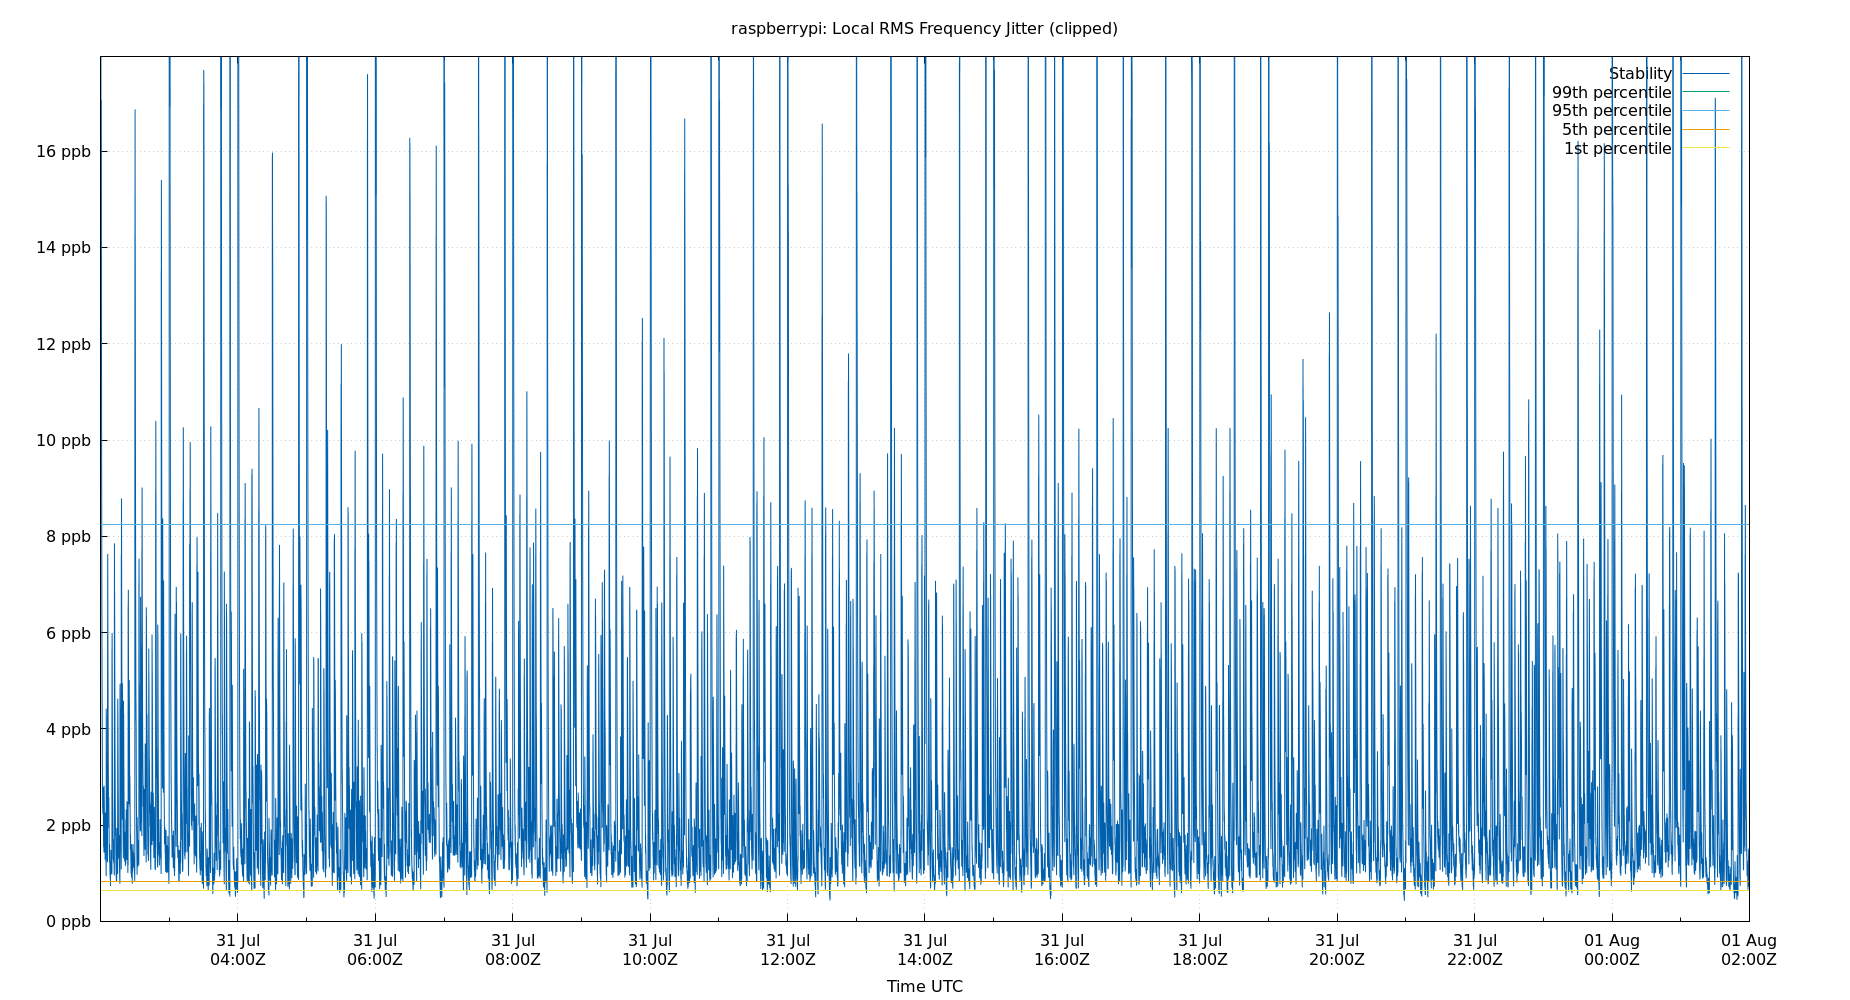 raspberrypi: Local RMS Frequency Jitter (clipped)
Stability
99th percentile
95th percentile
5th percentile
1st percentile
16 ppb
14 ppb
12 ppb
10 ppb
8 ppb
6 ppb
4 ppb
2 ppb
0 ppb
31 Jul 31 Jul 31 Jul 31 Jul 31 Jul 31 Jul 31 Jul 31 Jul 31 Jul 31 Jul 01 Aug 01 Aug
04:00Z 06:00Z 08:00Z 10:00Z 12:00Z 14:00Z 16:00Z 18:00Z 20:00Z 22:00Z 00:00Z 02:00Z
Time UTC